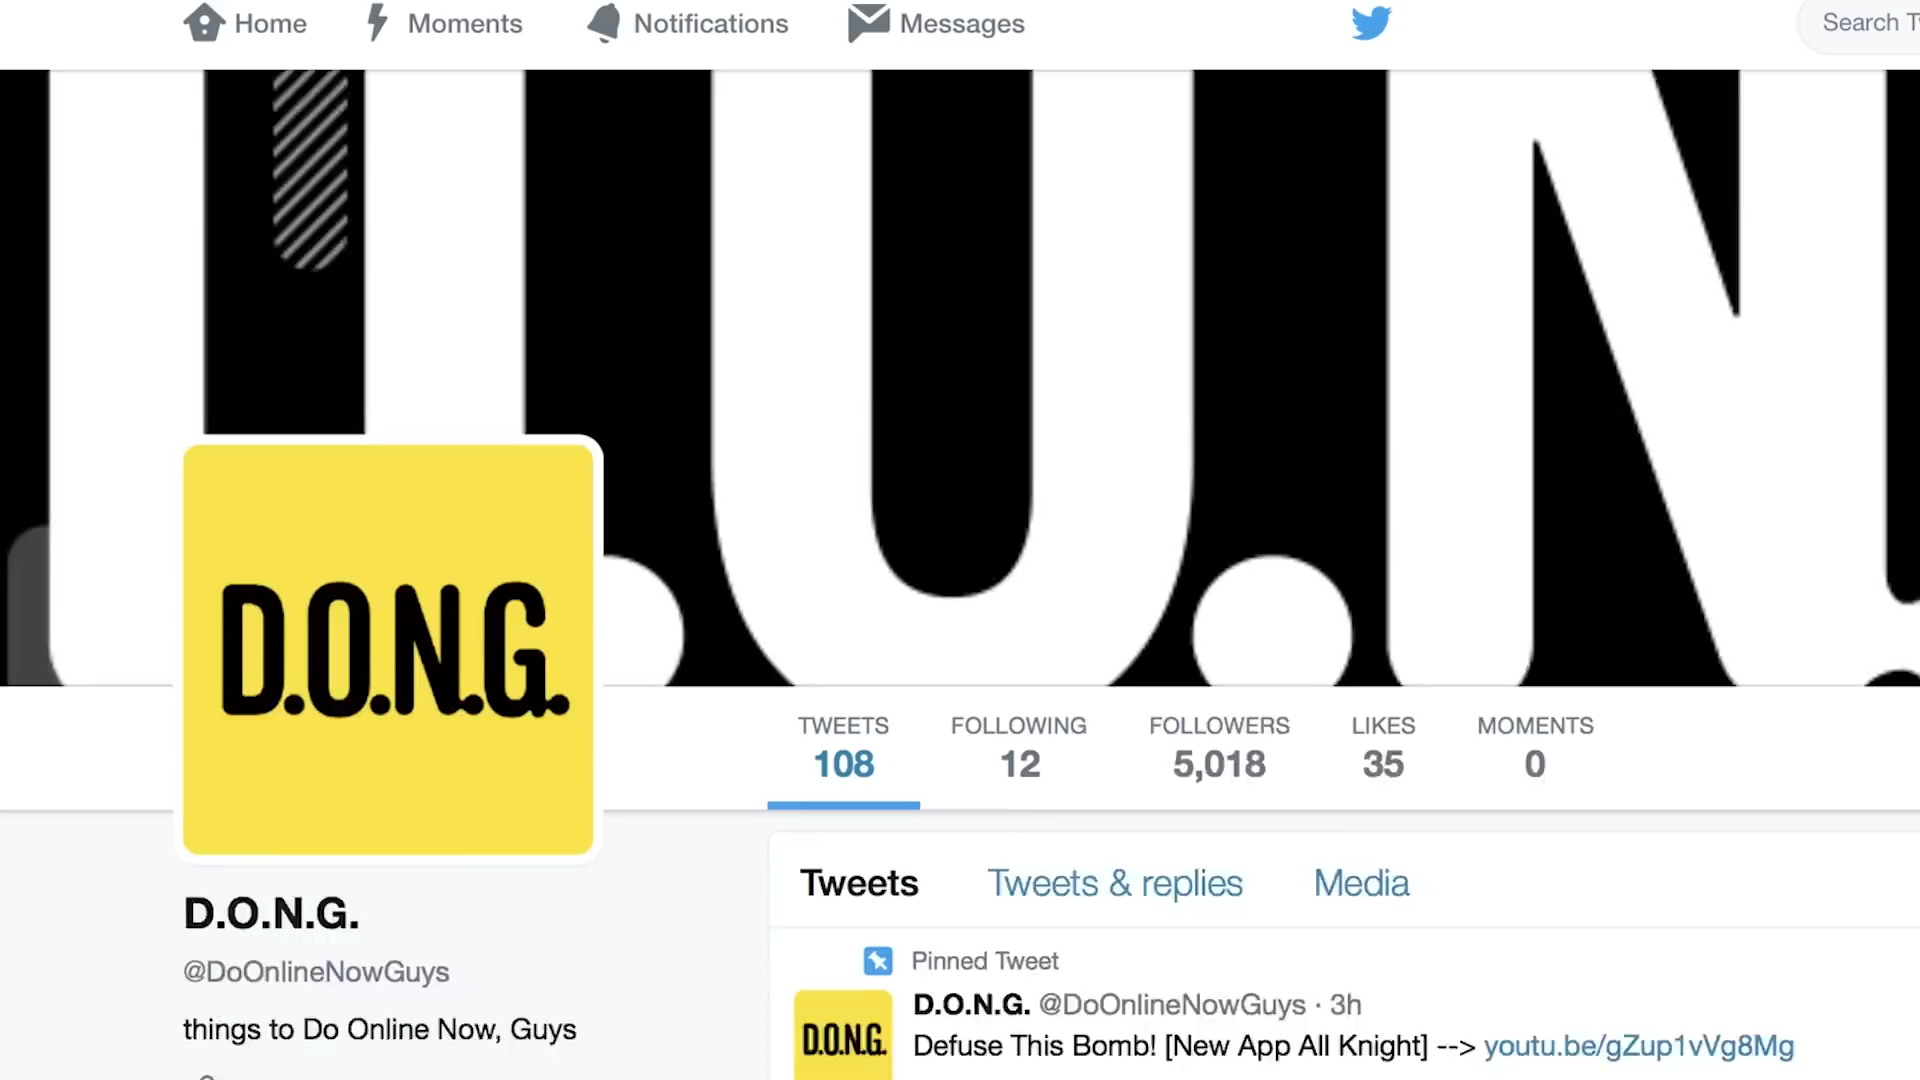 Home
Moments
Notifications
Messages
Search T
D.O.N.
D.O.N.G.
TWEETS
108
FOLLOWING
12
FOLLOWERS
5,018
LIKES
35
MOMENTS
0
D.O.N.G.
@DoOnlineNowGuys
things to Do Online Now, Guys
Tweets
Tweets & replies
Media
Pinned Tweet
D.O.N.G.
D.O.N.G. @DoOnlineNowGuys · 3h
Defuse This Bomb! [New App All Knight] --> youtu.be/gZup1vVg8Mg